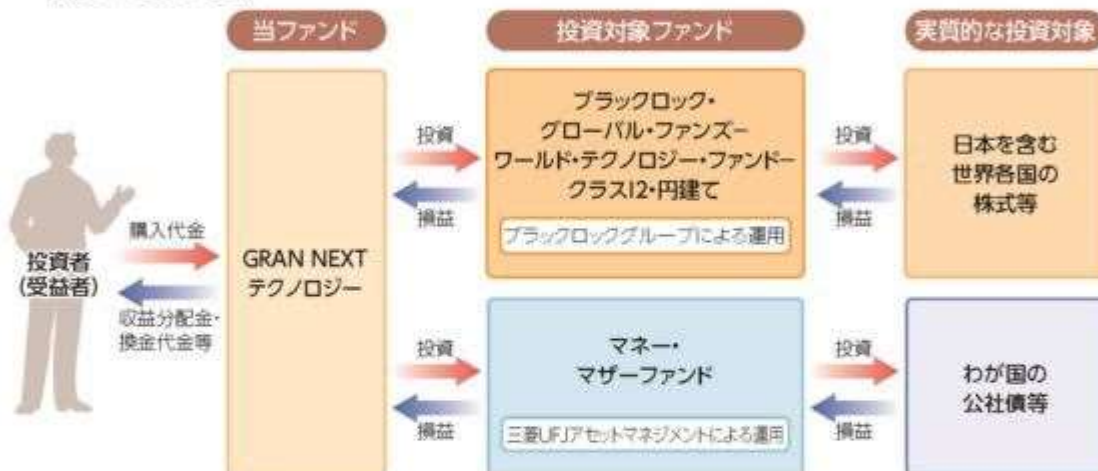 当ファンド
投資対象ファンド
実質的な投資対象
投資者
(受益者)
購入代金
収益分配金・
換金代金等
GRAN NEXT
テクノロジー
投資
損益
ブラックロック・
グローバル・ファンズー
ワールド・テクノロジー・ファンドー
クラスI2・円建て
ブラックロックグループによる運用
投資
損益
日本を含む
世界各国の
株式等
投資
損益
マネー・
マザーファンド
三菱UFJアセットマネジメントによる運用
投資
損益
わが国の
公社債等